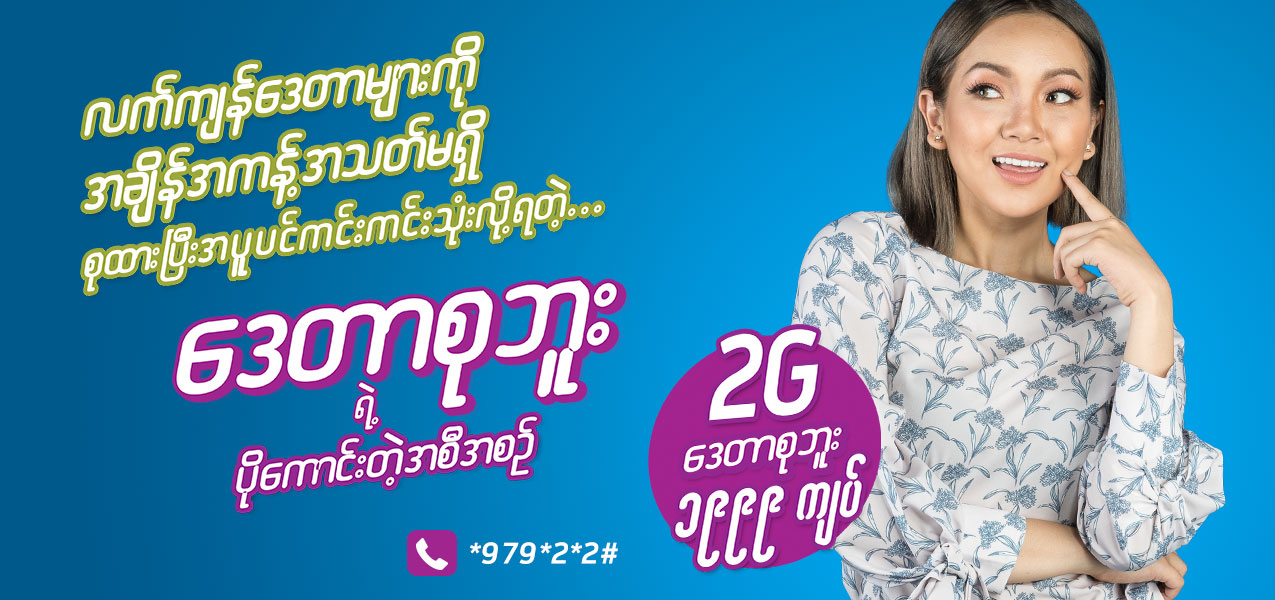 လက်ကျန်ဒေတာများကို
အချိန်အကန့်အသတ်မရှိ
စုထားပြီးအပူပင်ကင်းကင်းသုံးလို့ရတဲ့...
ဒေတာစုဘူး
ရဲ့
ပိုကောင်းတဲ့အစီအစဉ်
*979*2*2#
2G
ဒေတာစုဘူး
၁၉၉၉ ကျပ်